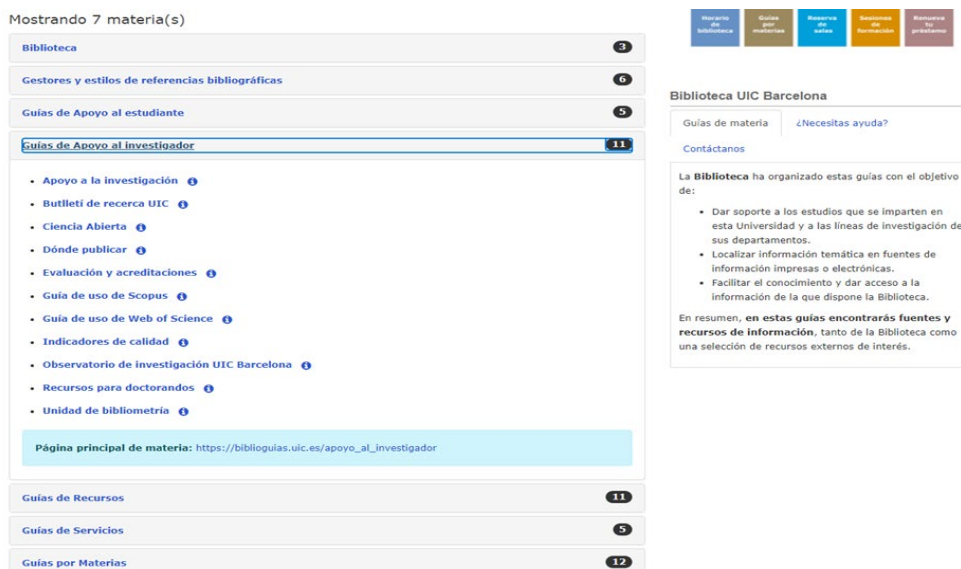 Mostrando 7 materia(s)
Biblioteca 3
Gestores y estilos de referencias bibliográficas 6
Guías de Apoyo al estudiante 5
Guías de Apoyo al investigador 11
Apoyo a la investigación
Butlletí de recerca UIC
Ciencia Abierta
Dónde publicar
Evaluación y acreditaciones
Guía de uso de Scopus
Guía de uso de Web of Science
Indicadores de calidad
Observatorio de investigación UIC Barcelona
Recursos para doctorandos
Unidad de bibliometría
Página principal de materia: https://biblioguias.uic.es/apoyo_al_investigador
Guías de Recursos 11
Guías de Servicios 5
Guías por Materias 12
Horario
de
biblioteca
Guías
por
materias
Reserva
de
salas
Sesiones
de
formación
Renueva
tu
préstamo
Biblioteca UIC Barcelona
Guías de materia
¿Necesitas ayuda?
Contáctanos
La Biblioteca ha organizado estas guías con el objetivo
de:
Dar soporte a los estudios que se imparten en
esta Universidad y a las líneas de investigación de
sus departamentos.
Localizar información temática en fuentes de
información impresas o electrónicas.
Facilitar el conocimiento y dar acceso a la
información de la que dispone la Biblioteca.
En resumen, en estas guías encontrarás fuentes y
recursos de información, tanto de la Biblioteca como
una selección de recursos externos de interés.